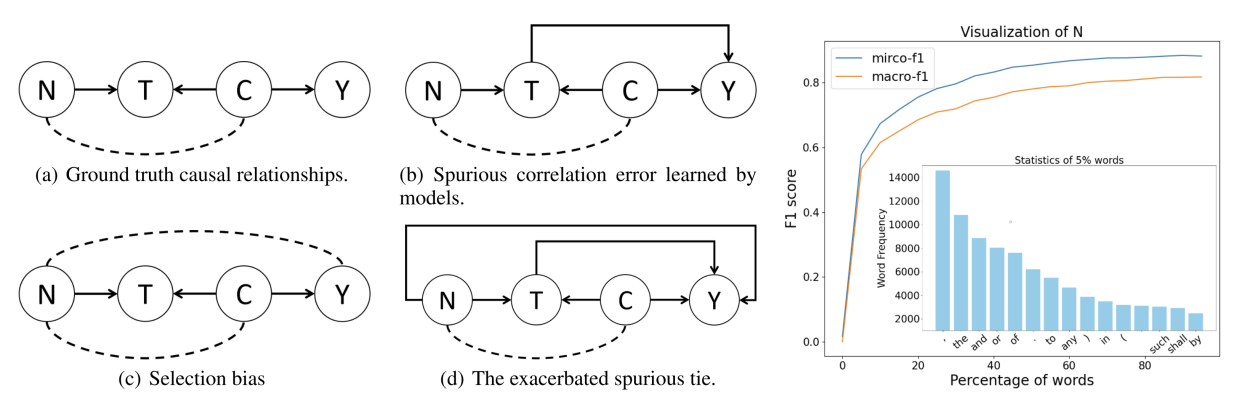 N T C Y
(a) Ground truth causal relationships.
N T C Y
(b) Spurious correlation error learned by
models.
N T C Y
(c) Selection bias
N T C Y
(d) The exacerbated spurious tie.
Visualization of N
mirco-f1
macro-f1
F1 score
0.8
0.6
0.4
0.2
0.0
Statistics of 5% words
Word Frequency
14000
12000
10000
8000
6000
4000
2000
, the and or of . to any ) in ( such shall by
0 20 40 60 80
Percentage of words